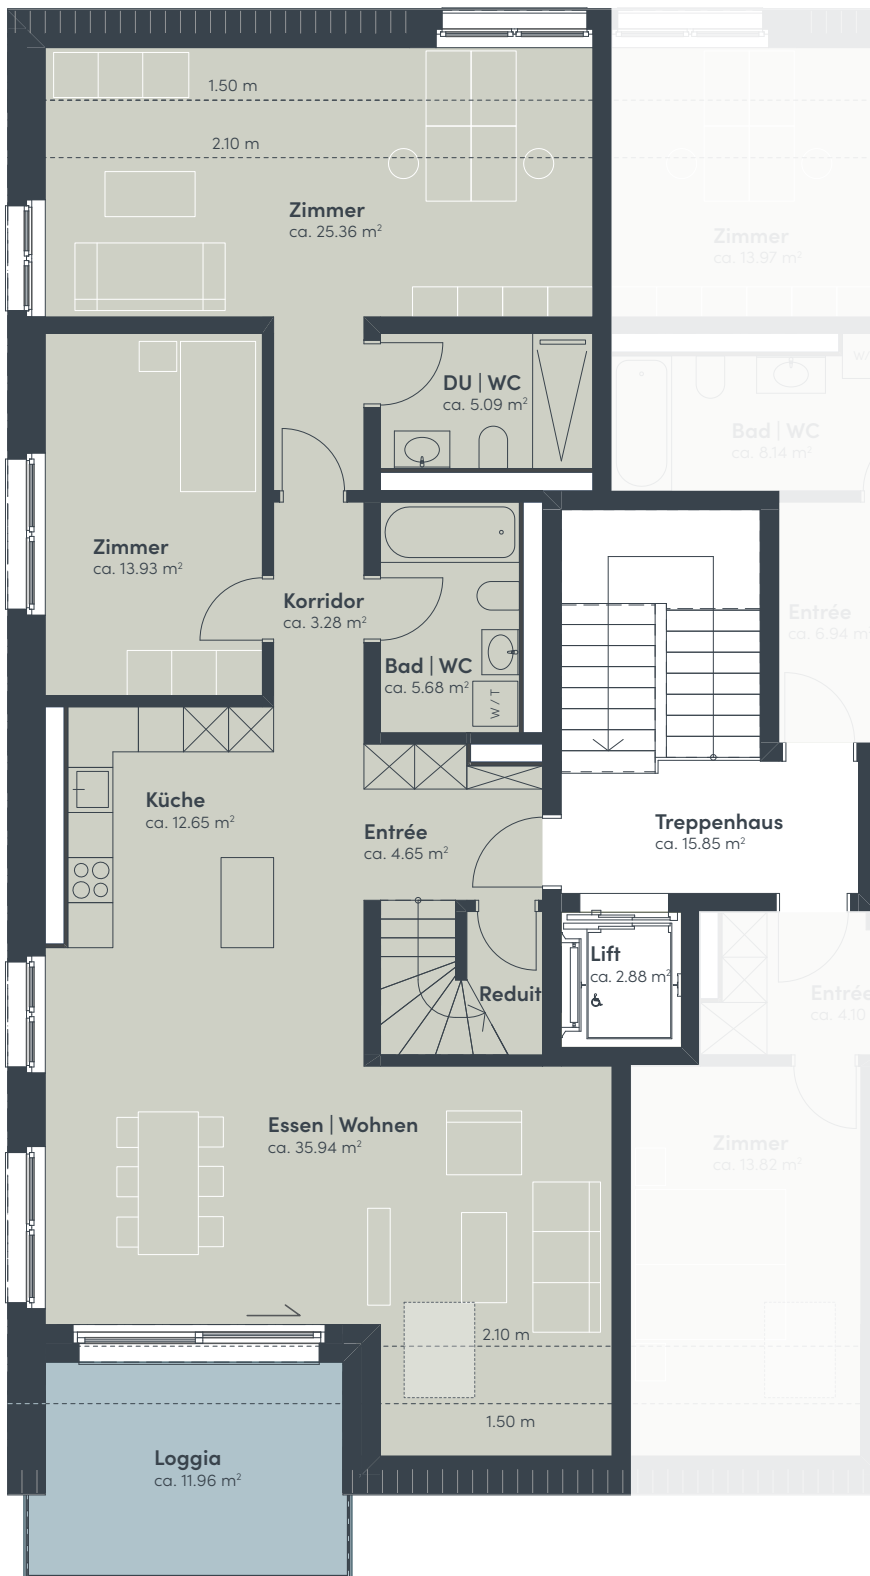 1.50 m
2.10 m
Zimmer
ca. 25.36 m²
Zimmer
ca. 13.97 m²
DU | WC
ca. 5.09 m²
Bad | WC
ca. 8.14 m²
Zimmer
ca. 13.93 m²
Korridor
ca. 3.28 m²
Entrée
ca. 6.94 m²
Bad | WC
ca. 5.68 m²
W / T
Küche
ca. 12.65 m²
Entrée
ca. 4.65 m²
Treppenhaus
ca. 15.85 m²
Lift
ca. 2.88 m²
Reduit
Entrée
ca. 4.10
Essen | Wohnen
ca. 35.94 m²
Zimmer
ca. 13.82 m²
2.10 m
1.50 m
Loggia
ca. 11.96 m²